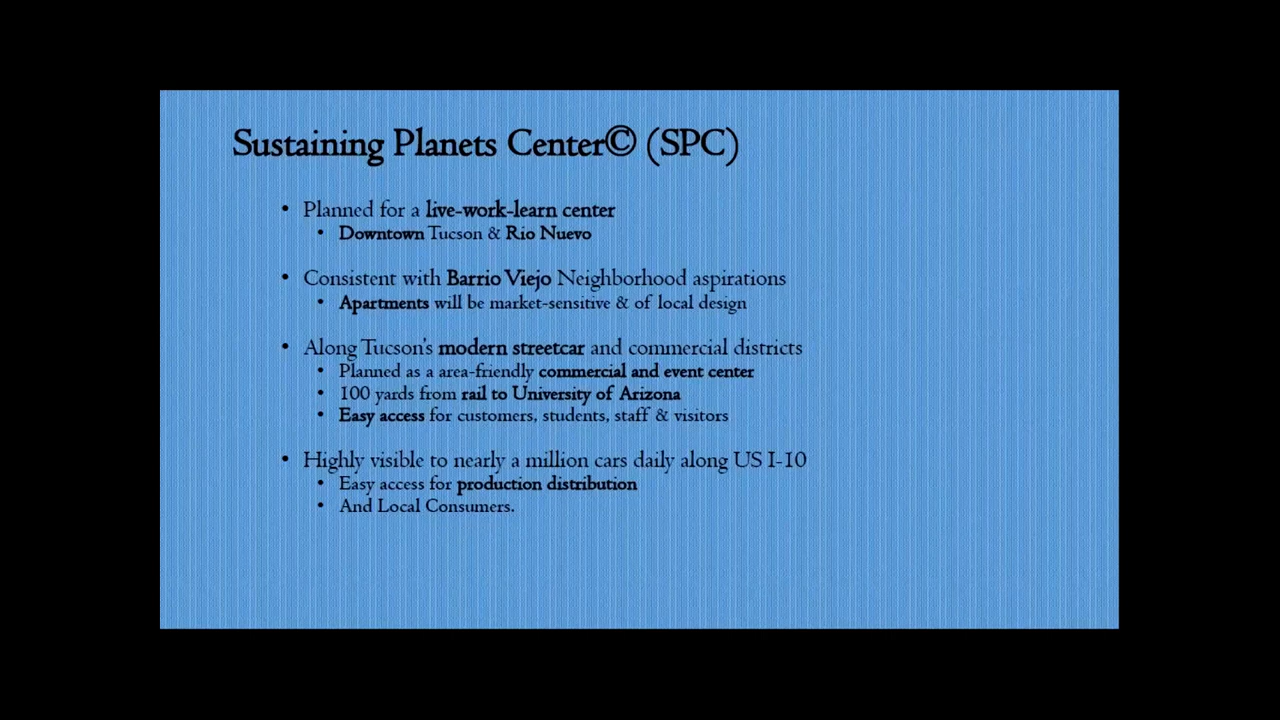 Sustaining Planets Center© (SPC)
• Planned for a live-work-learn center
• Downtown Tucson & Rio Nuevo
• Consistent with Barrio Viejo Neighborhood aspirations
• Apartments will be market-sensitive & of local design
• Along Tucson's modern streetcar and commercial districts
• Planned as a area-friendly commercial and event center
• 100 yards from rail to University of Arizona
• Easy access for customers, students, staff & visitors
• Highly visible to nearly a million cars daily along US I-10
• Easy access for production distribution
• And Local Consumers.